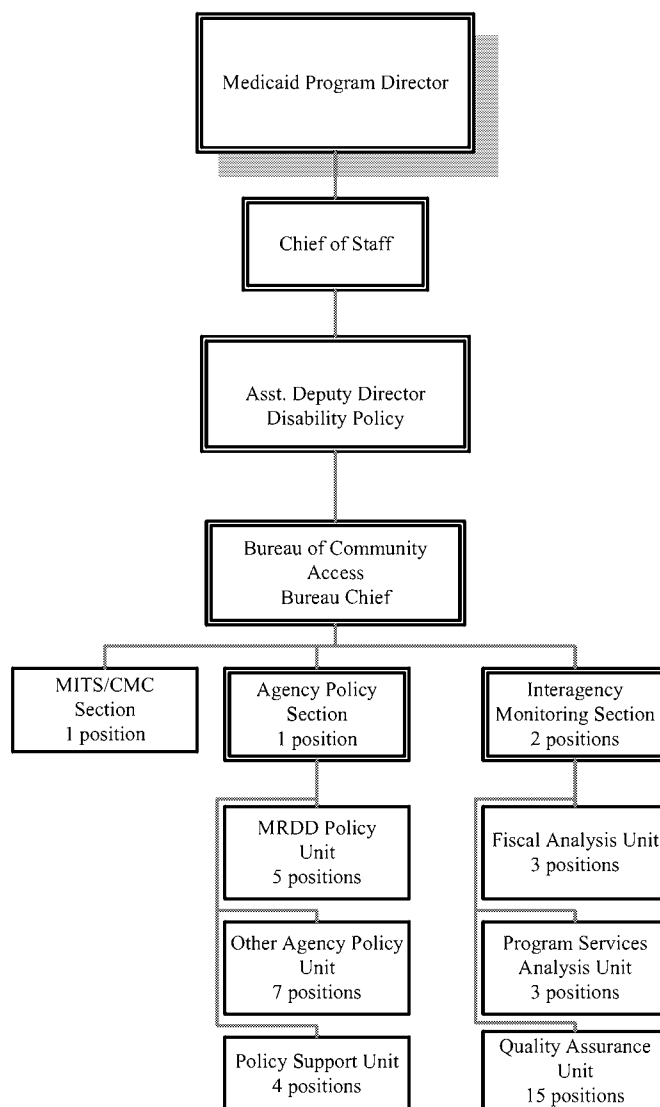 Medicaid Program Director
Chief of Staff
Asst. Deputy Director
Disability Policy
Bureau of Community
Access
Bureau Chief
MITS/CMC
Section
1 position
Agency Policy
Section
1 position
Interagency
Monitoring Section
2 positions
MRDD Policy
Unit
5 positions
Other Agency Policy
Unit
7 positions
Policy Support Unit
4 positions
Fiscal Analysis Unit
3 positions
Program Services
Analysis Unit
3 positions
Quality Assurance
Unit
15 positions